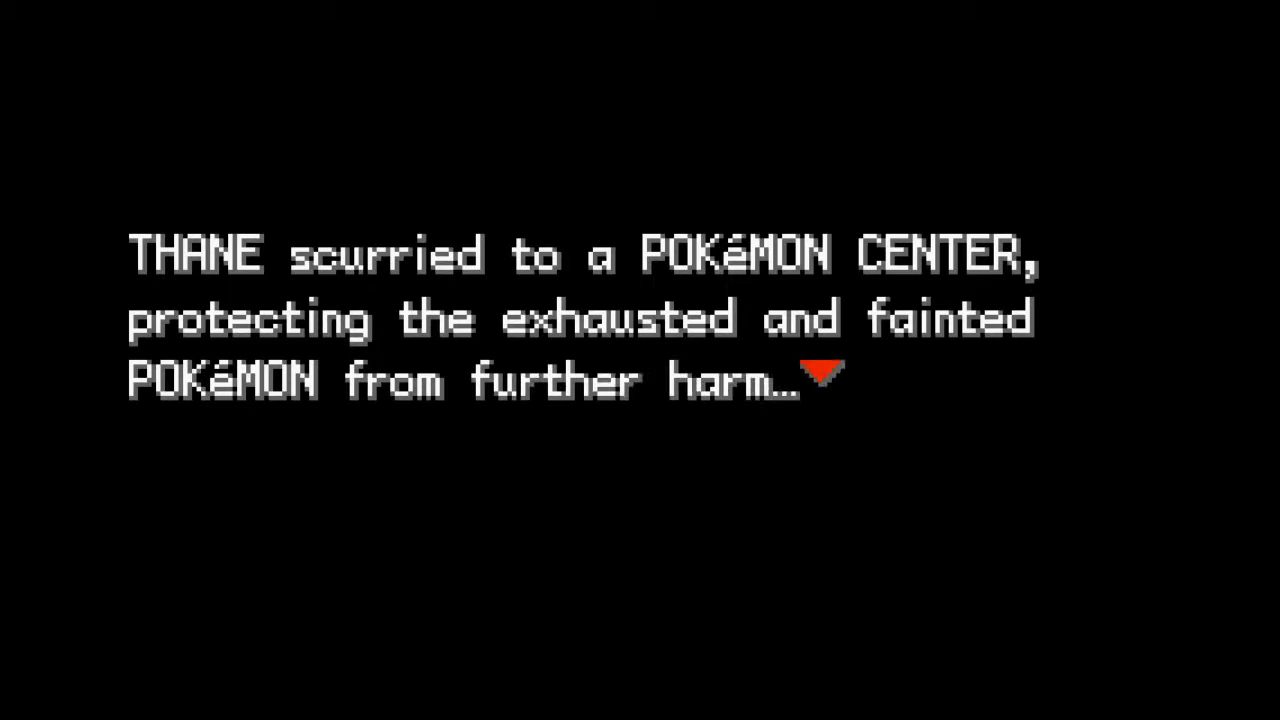 THANE scurried to a POKéMON CENTER,
protecting the exhausted and fainted
POKéMON from further harm…